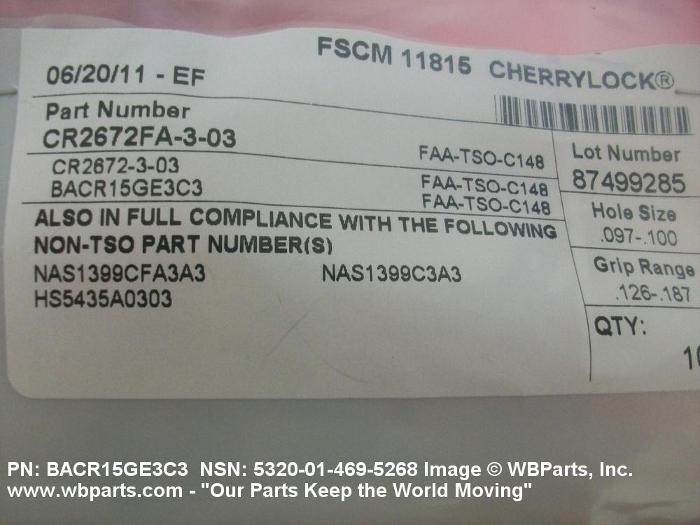 FSCM 11815 CHERRYLOCK®
06/20/11 - EF
Part Number
CR2672FA-3-03
FAA-TSO-C148
CR2672-3-03
FAA-TSO-C148
BACR15GE3C3
FAA-TSO-C148
ALSO IN FULL COMPLIANCE WITH THE FOLLOWING
NON-TSO PART NUMBER(S)
NAS1399CFA3A3 NAS1399C3A3
HS5435A0303
Lot Number
87499285
Hole Size
.097-.100
Grip Range
.126-.187
QTY:
PN: BACR15GE3C3 NSN: 5320-01-469-5268 Image © WBParts, Inc.
www.wbparts.com - "Our Parts Keep the World Moving"